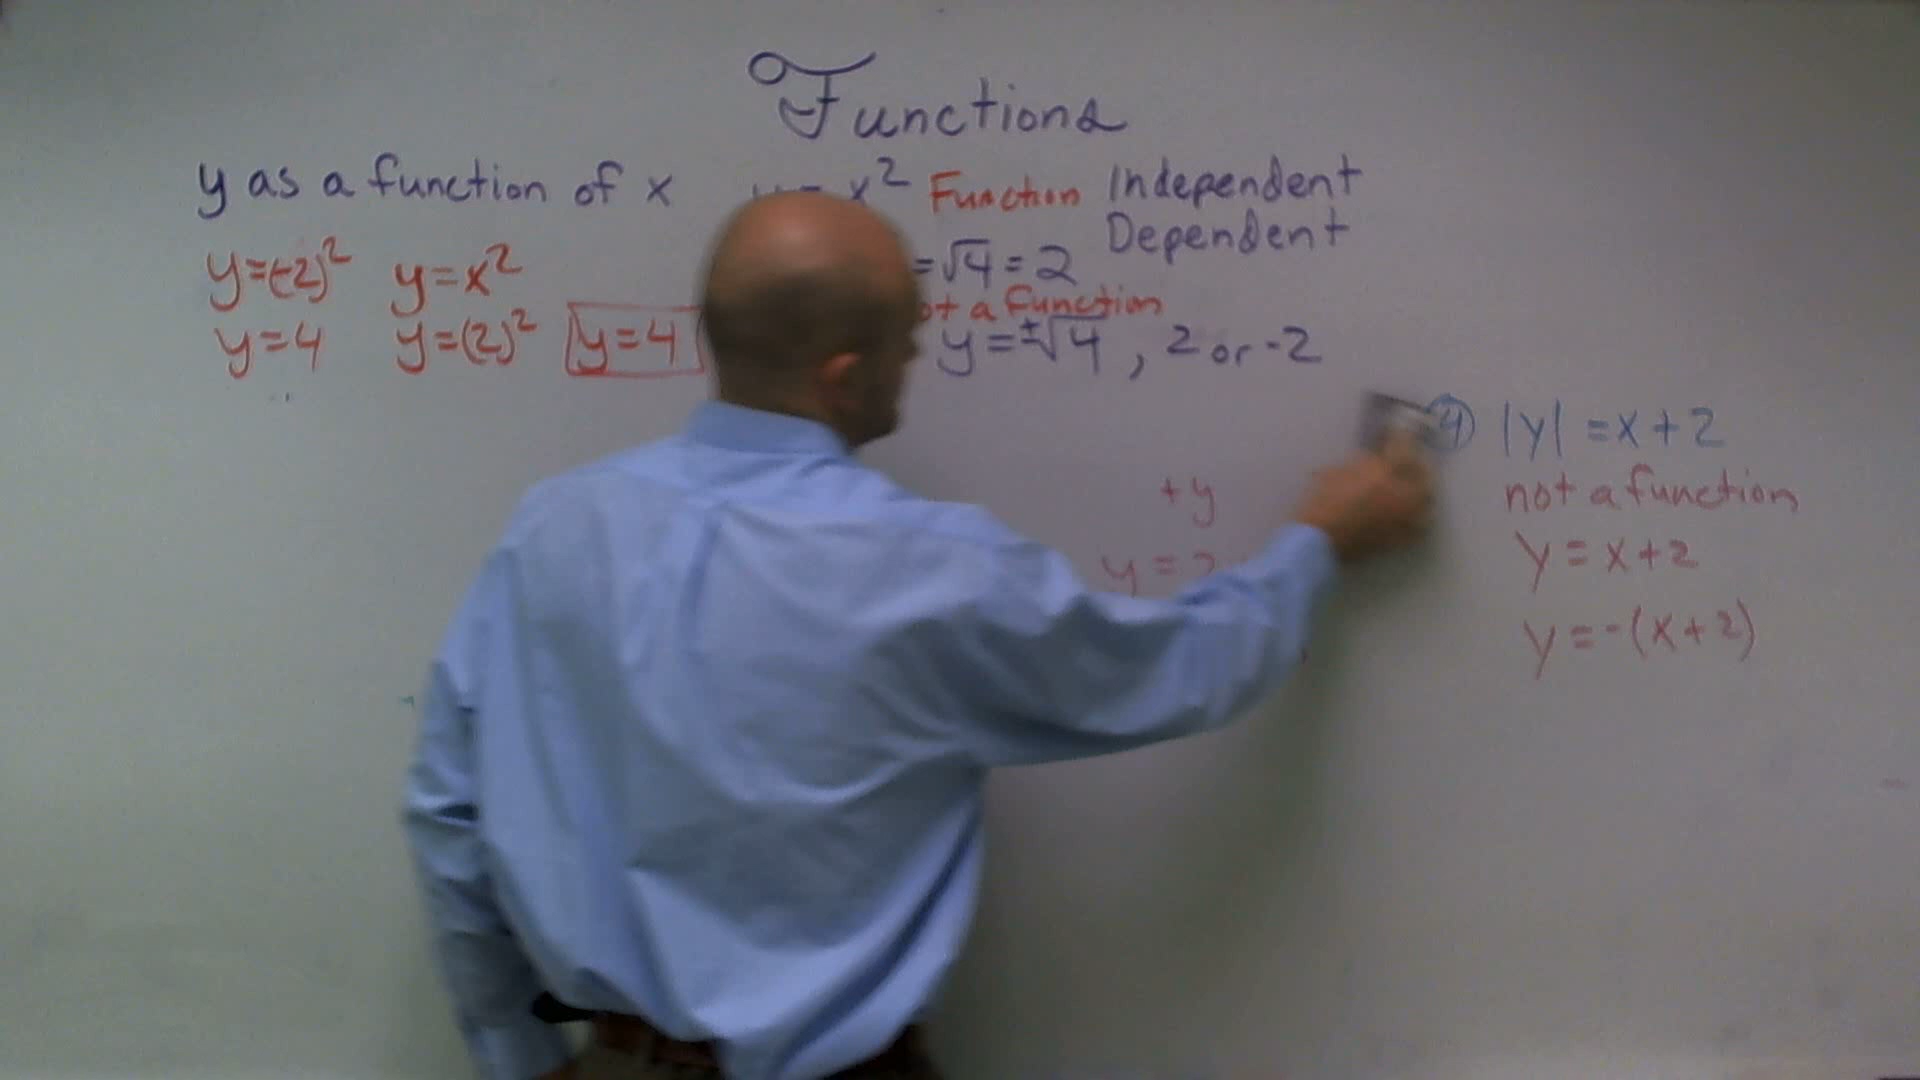 Functions
y as a function of x
x² Function
Independent
Dependent
y=(-2)² y=x²
=√4=2
a function
y=4 y=(2)² y=4
y=±√4, 2 or -2
④ |y|=x+2
not a function
y=x+2
y=-(x+2)
+y
y=2